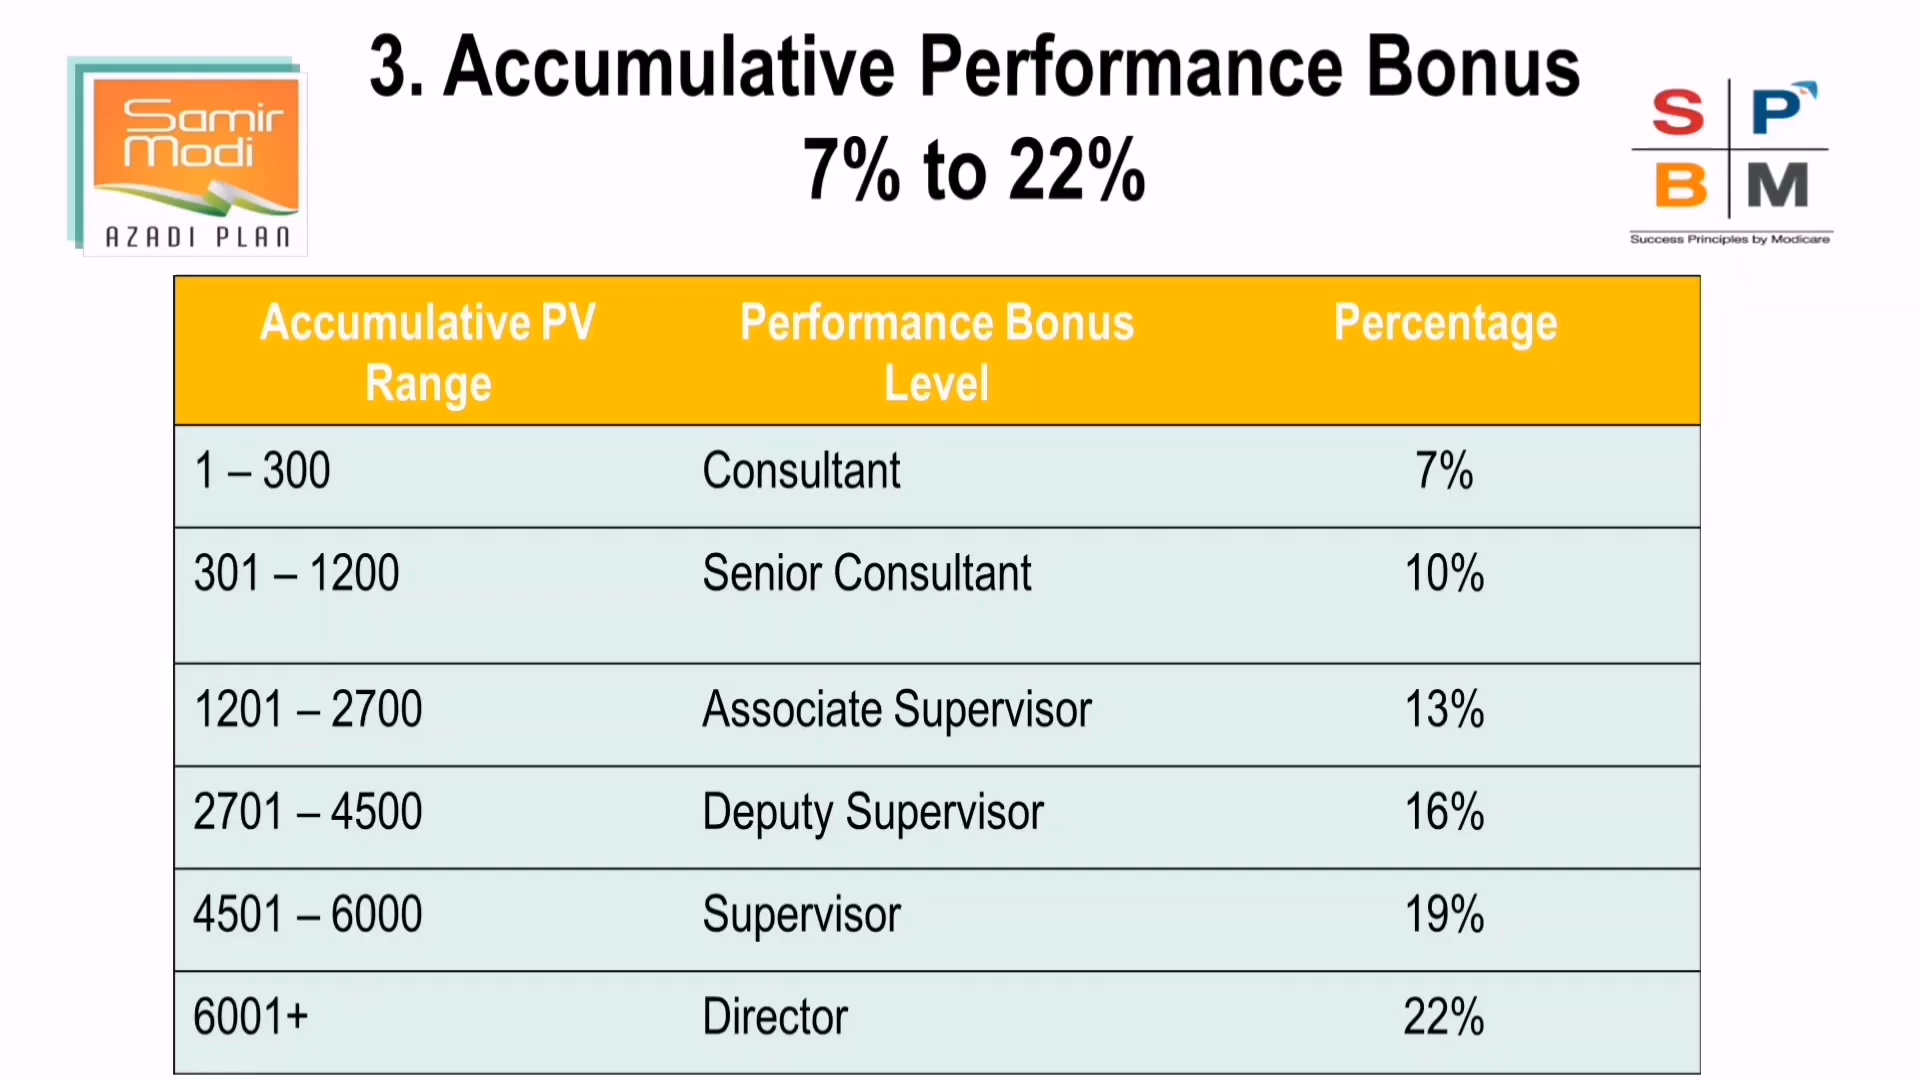 3. Accumulative Performance Bonus
7% to 22%
Samir
Modi
AZADI PLAN
S P
B M
Success Principles by Modicare
Accumulative PV Range Performance Bonus Level Percentage
1 – 300 Consultant 7%
301 – 1200 Senior Consultant 10%
1201 – 2700 Associate Supervisor 13%
2701 – 4500 Deputy Supervisor 16%
4501 – 6000 Supervisor 19%
6001+ Director 22%